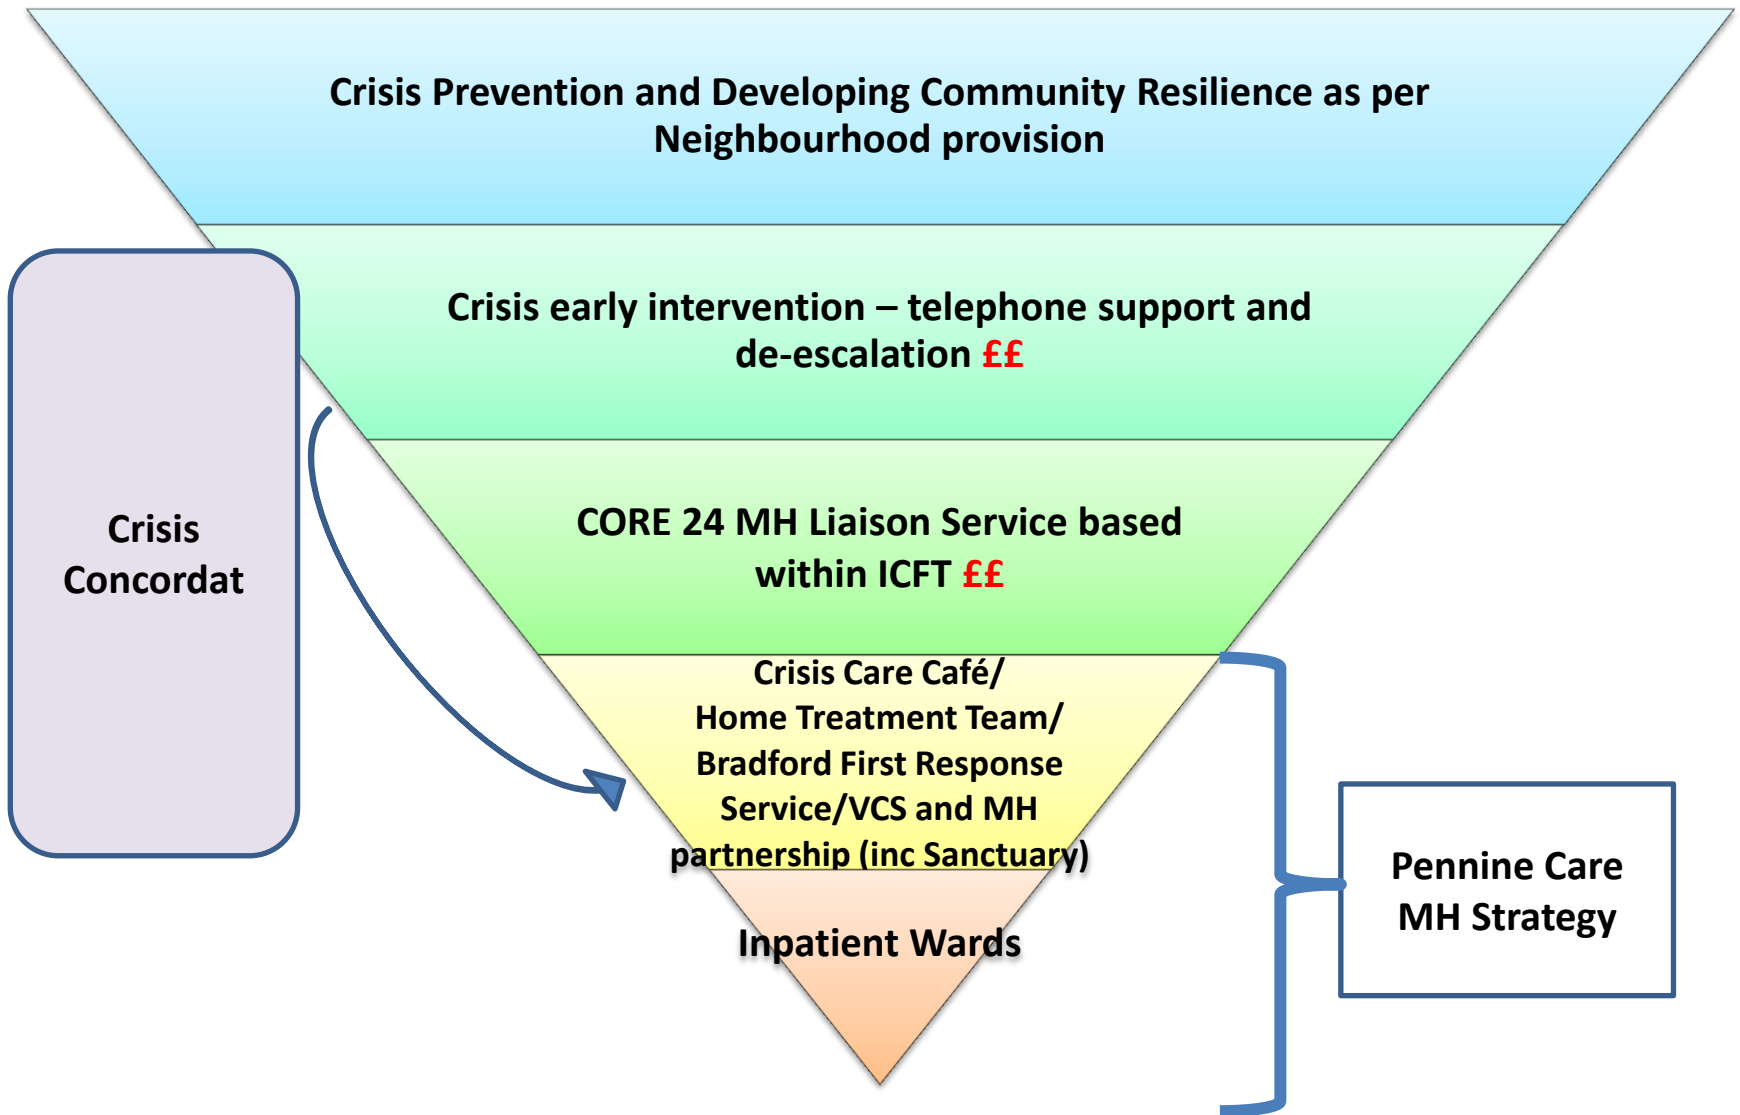 Crisis Prevention and Developing Community Resilience as per
Neighbourhood provision
Crisis early intervention – telephone support and
de-escalation ££
Crisis
Concordat
CORE 24 MH Liaison Service based
within ICFT ££
Crisis Care Café/
Home Treatment Team/
Bradford First Response
Service/VCS and MH
partnership (inc Sanctuary)
Pennine Care
MH Strategy
Inpatient Wards